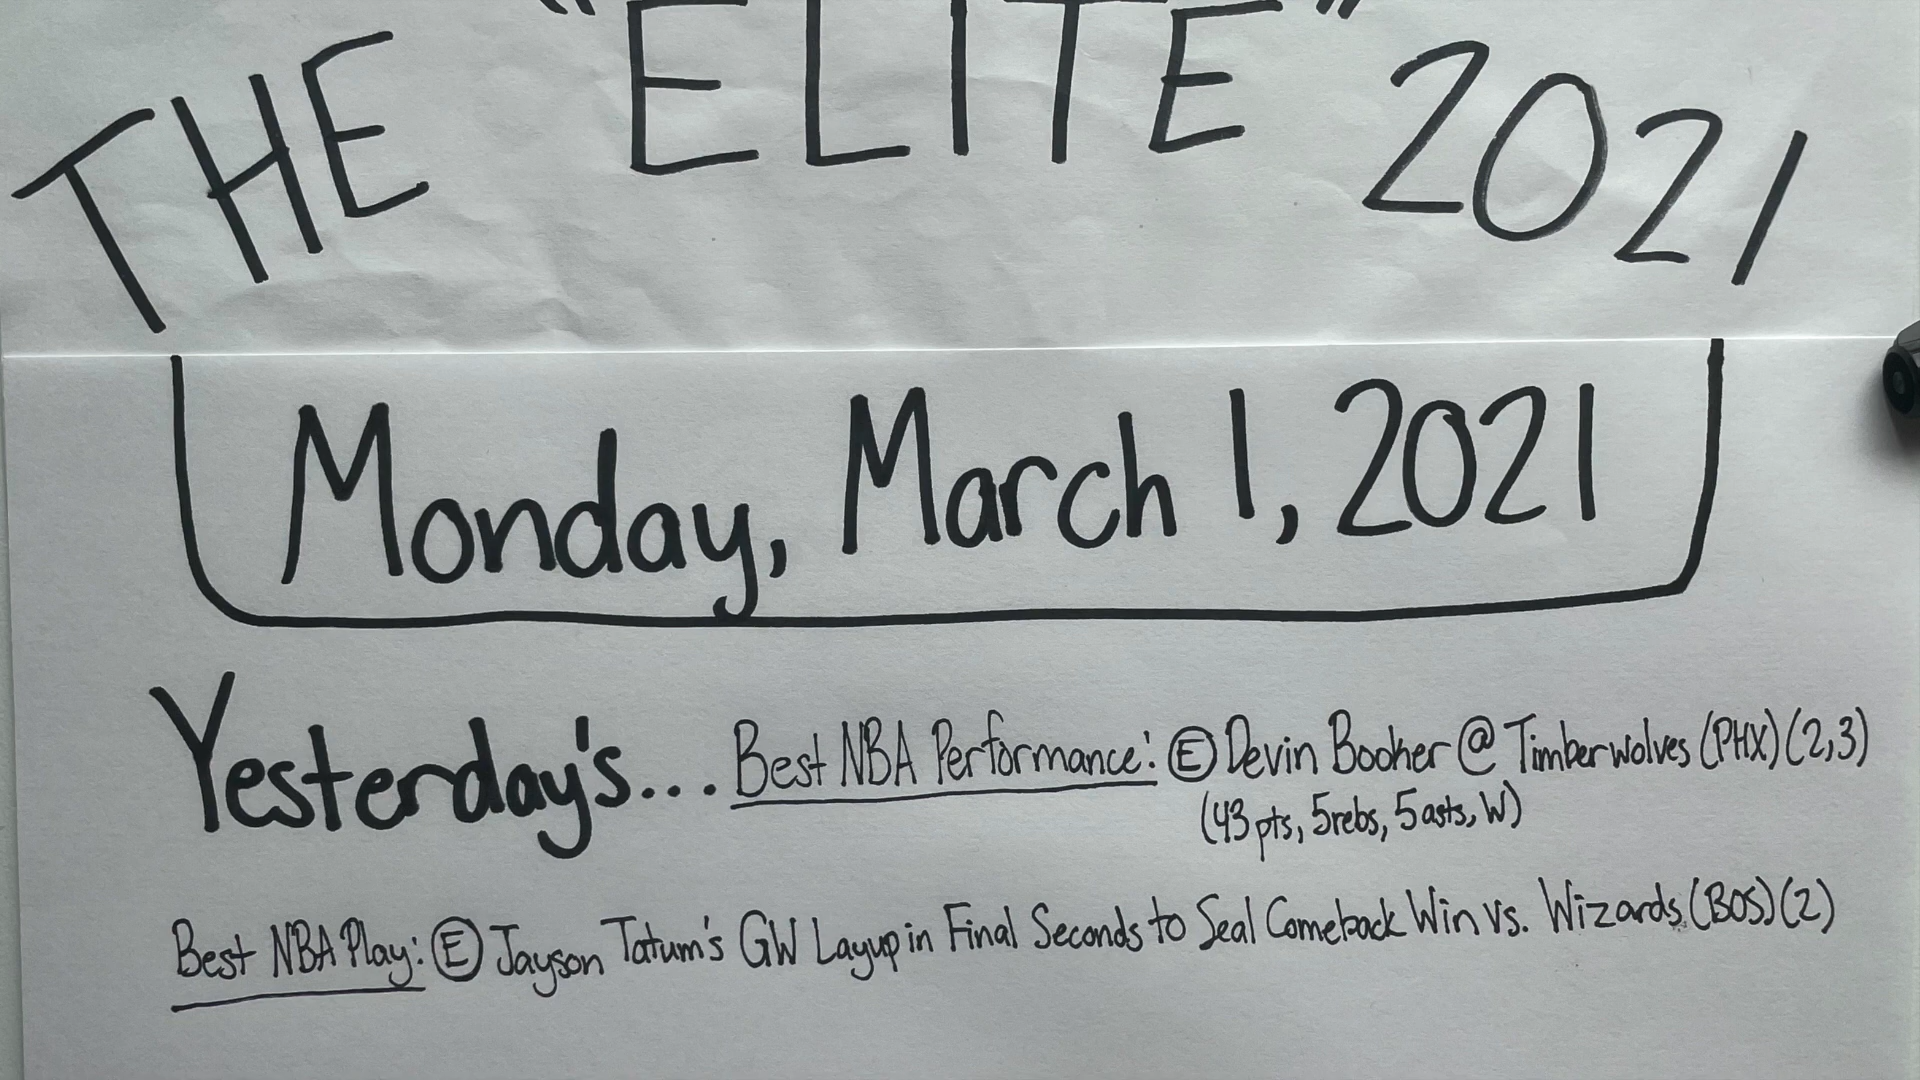 THE "ELITE" 2021
Monday, March 1, 2021
Yesterday's... Best NBA Performance: Ⓔ Devin Booker @ Timberwolves (PHX) (2,3)
(43 pts, 5 rebs, 5 asts, W)
Best NBA Play: Ⓔ Jayson Tatum's GW Layup in Final Seconds to Seal Comeback Win vs. Wizards (BOS) (2)